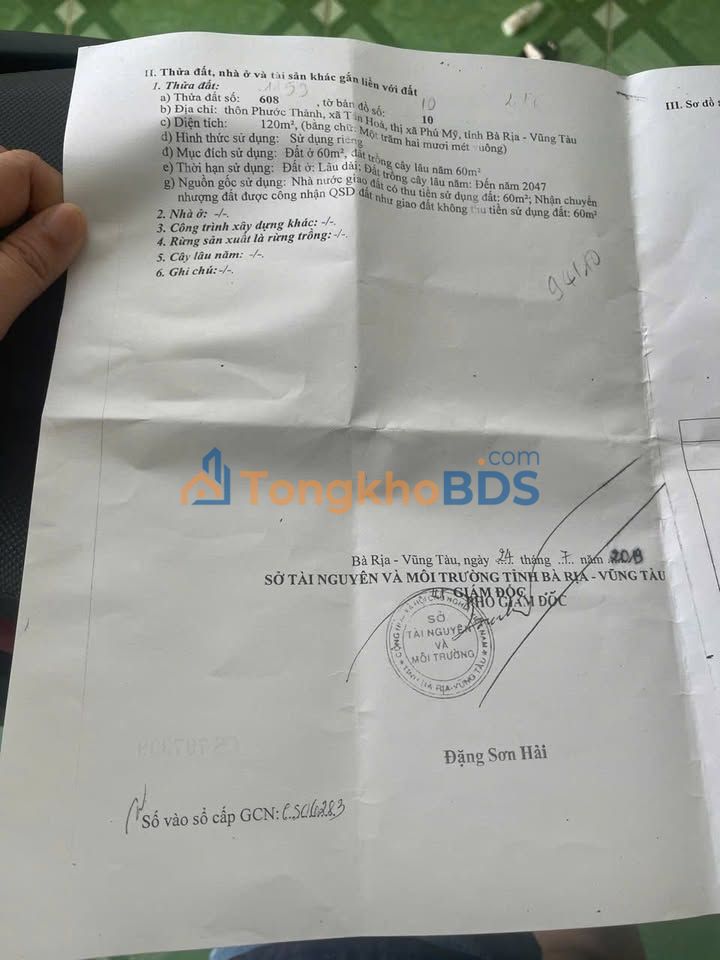 II. Thửa đất, nhà ở và tài sản khác gắn liền với đất
1. Thửa đất:
a) Thửa đất số: 608 , tờ bản đồ số: 10
10
b) Địa chỉ: thôn Phước Thành, xã Tân Hoà, thị xã Phú Mỹ, tỉnh Bà Rịa - Vũng Tàu
c) Diện tích: 120m², (bằng chữ: Một trăm hai mươi mét vuông)
d) Hình thức sử dụng: Sử dụng riêng
đ) Mục đích sử dụng: Đất ở 60m², đất trồng cây lâu năm 60m²
e) Thời hạn sử dụng: Đất ở: Lâu dài; Đất trồng cây lâu năm: Đến năm 2047
g) Nguồn gốc sử dụng: Nhà nước giao đất có thu tiền sử dụng đất: 60m²; Nhận chuyển
nhượng đất được công nhận QSD đất như giao đất không thu tiền sử dụng đất: 60m²
2. Nhà ở: -/-.
3. Công trình xây dựng khác: -/-.
4. Rừng sản xuất là rừng trồng: -/-.
5. Cây lâu năm: -/-.
6. Ghi chú: -/-.
III. Sơ đồ
TongkhoBDS.com
Bà Rịa - Vũng Tàu, ngày 24 tháng 7 năm
SỞ TÀI NGUYÊN VÀ MÔI TRƯỜNG TỈNH BÀ RỊA - VŨNG TÀU
GIÁM ĐỐC
PHÓ GIÁM ĐỐC
SỞ
TÀI NGUYÊN
VÀ
MÔI TRƯỜNG
Đặng Sơn Hải
Số vào sổ cấp GCN: